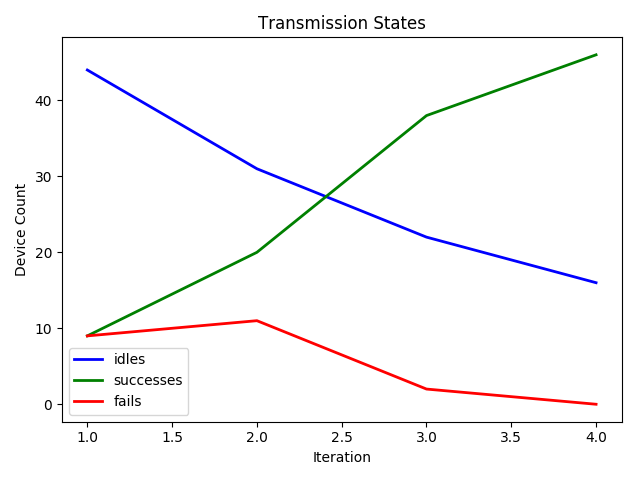 Transmission States
Device Count
40
30
20
10
0
idles
successes
fails
1.0 1.5 2.0 2.5 3.0 3.5 4.0
Iteration